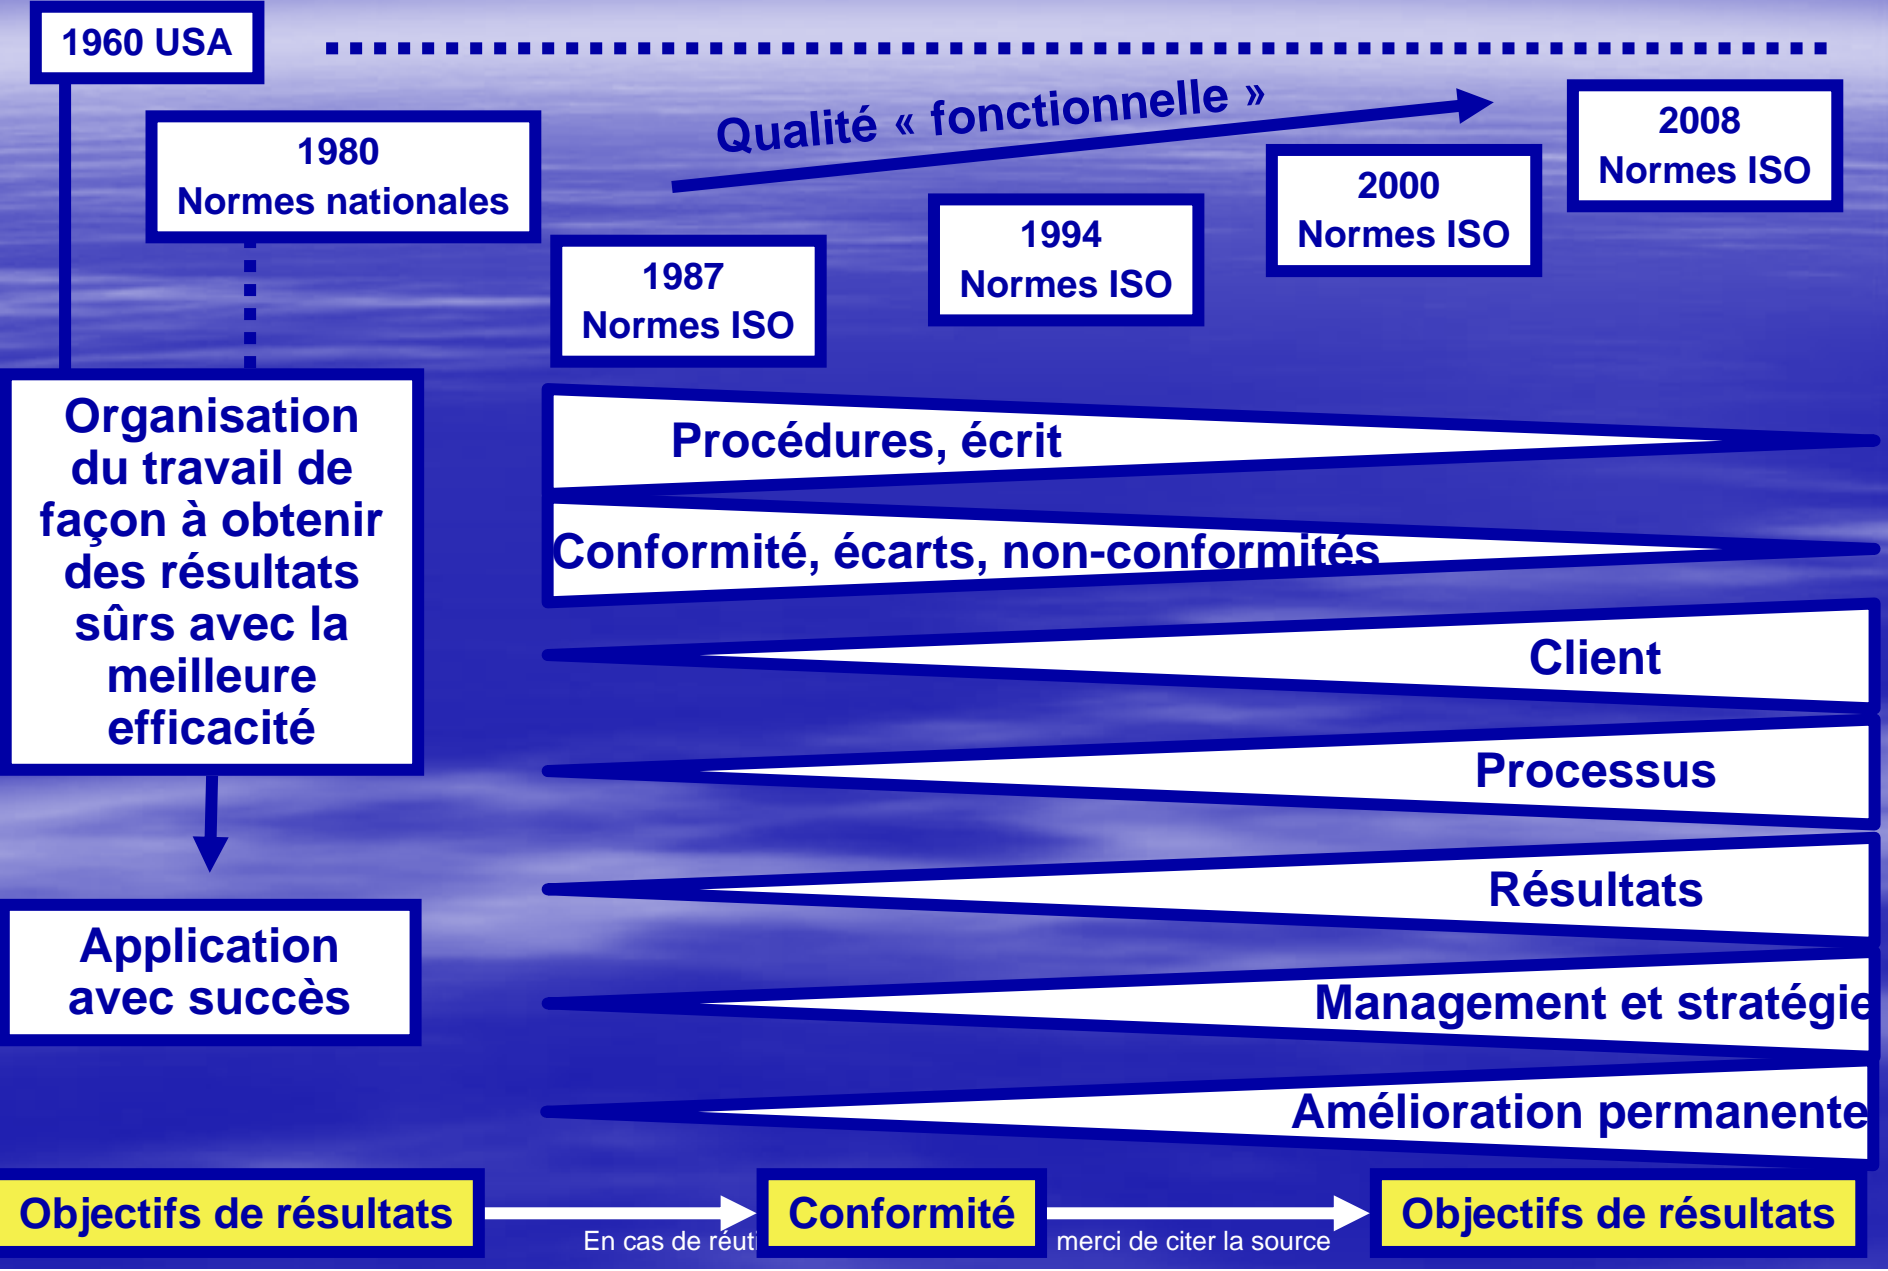 1960 USA
Qualité « fonctionnelle »
1980
Normes nationales
1987
Normes ISO
1994
Normes ISO
2000
Normes ISO
2008
Normes ISO
Organisation
du travail de
façon à obtenir
des résultats
sûrs avec la
meilleure
efficacité
Application
avec succès
Procédures, écrit
Conformité, écarts, non-conformités
Client
Processus
Résultats
Management et stratégie
Amélioration permanente
Objectifs de résultats
Conformité
Objectifs de résultats
En cas de merci de citer la source